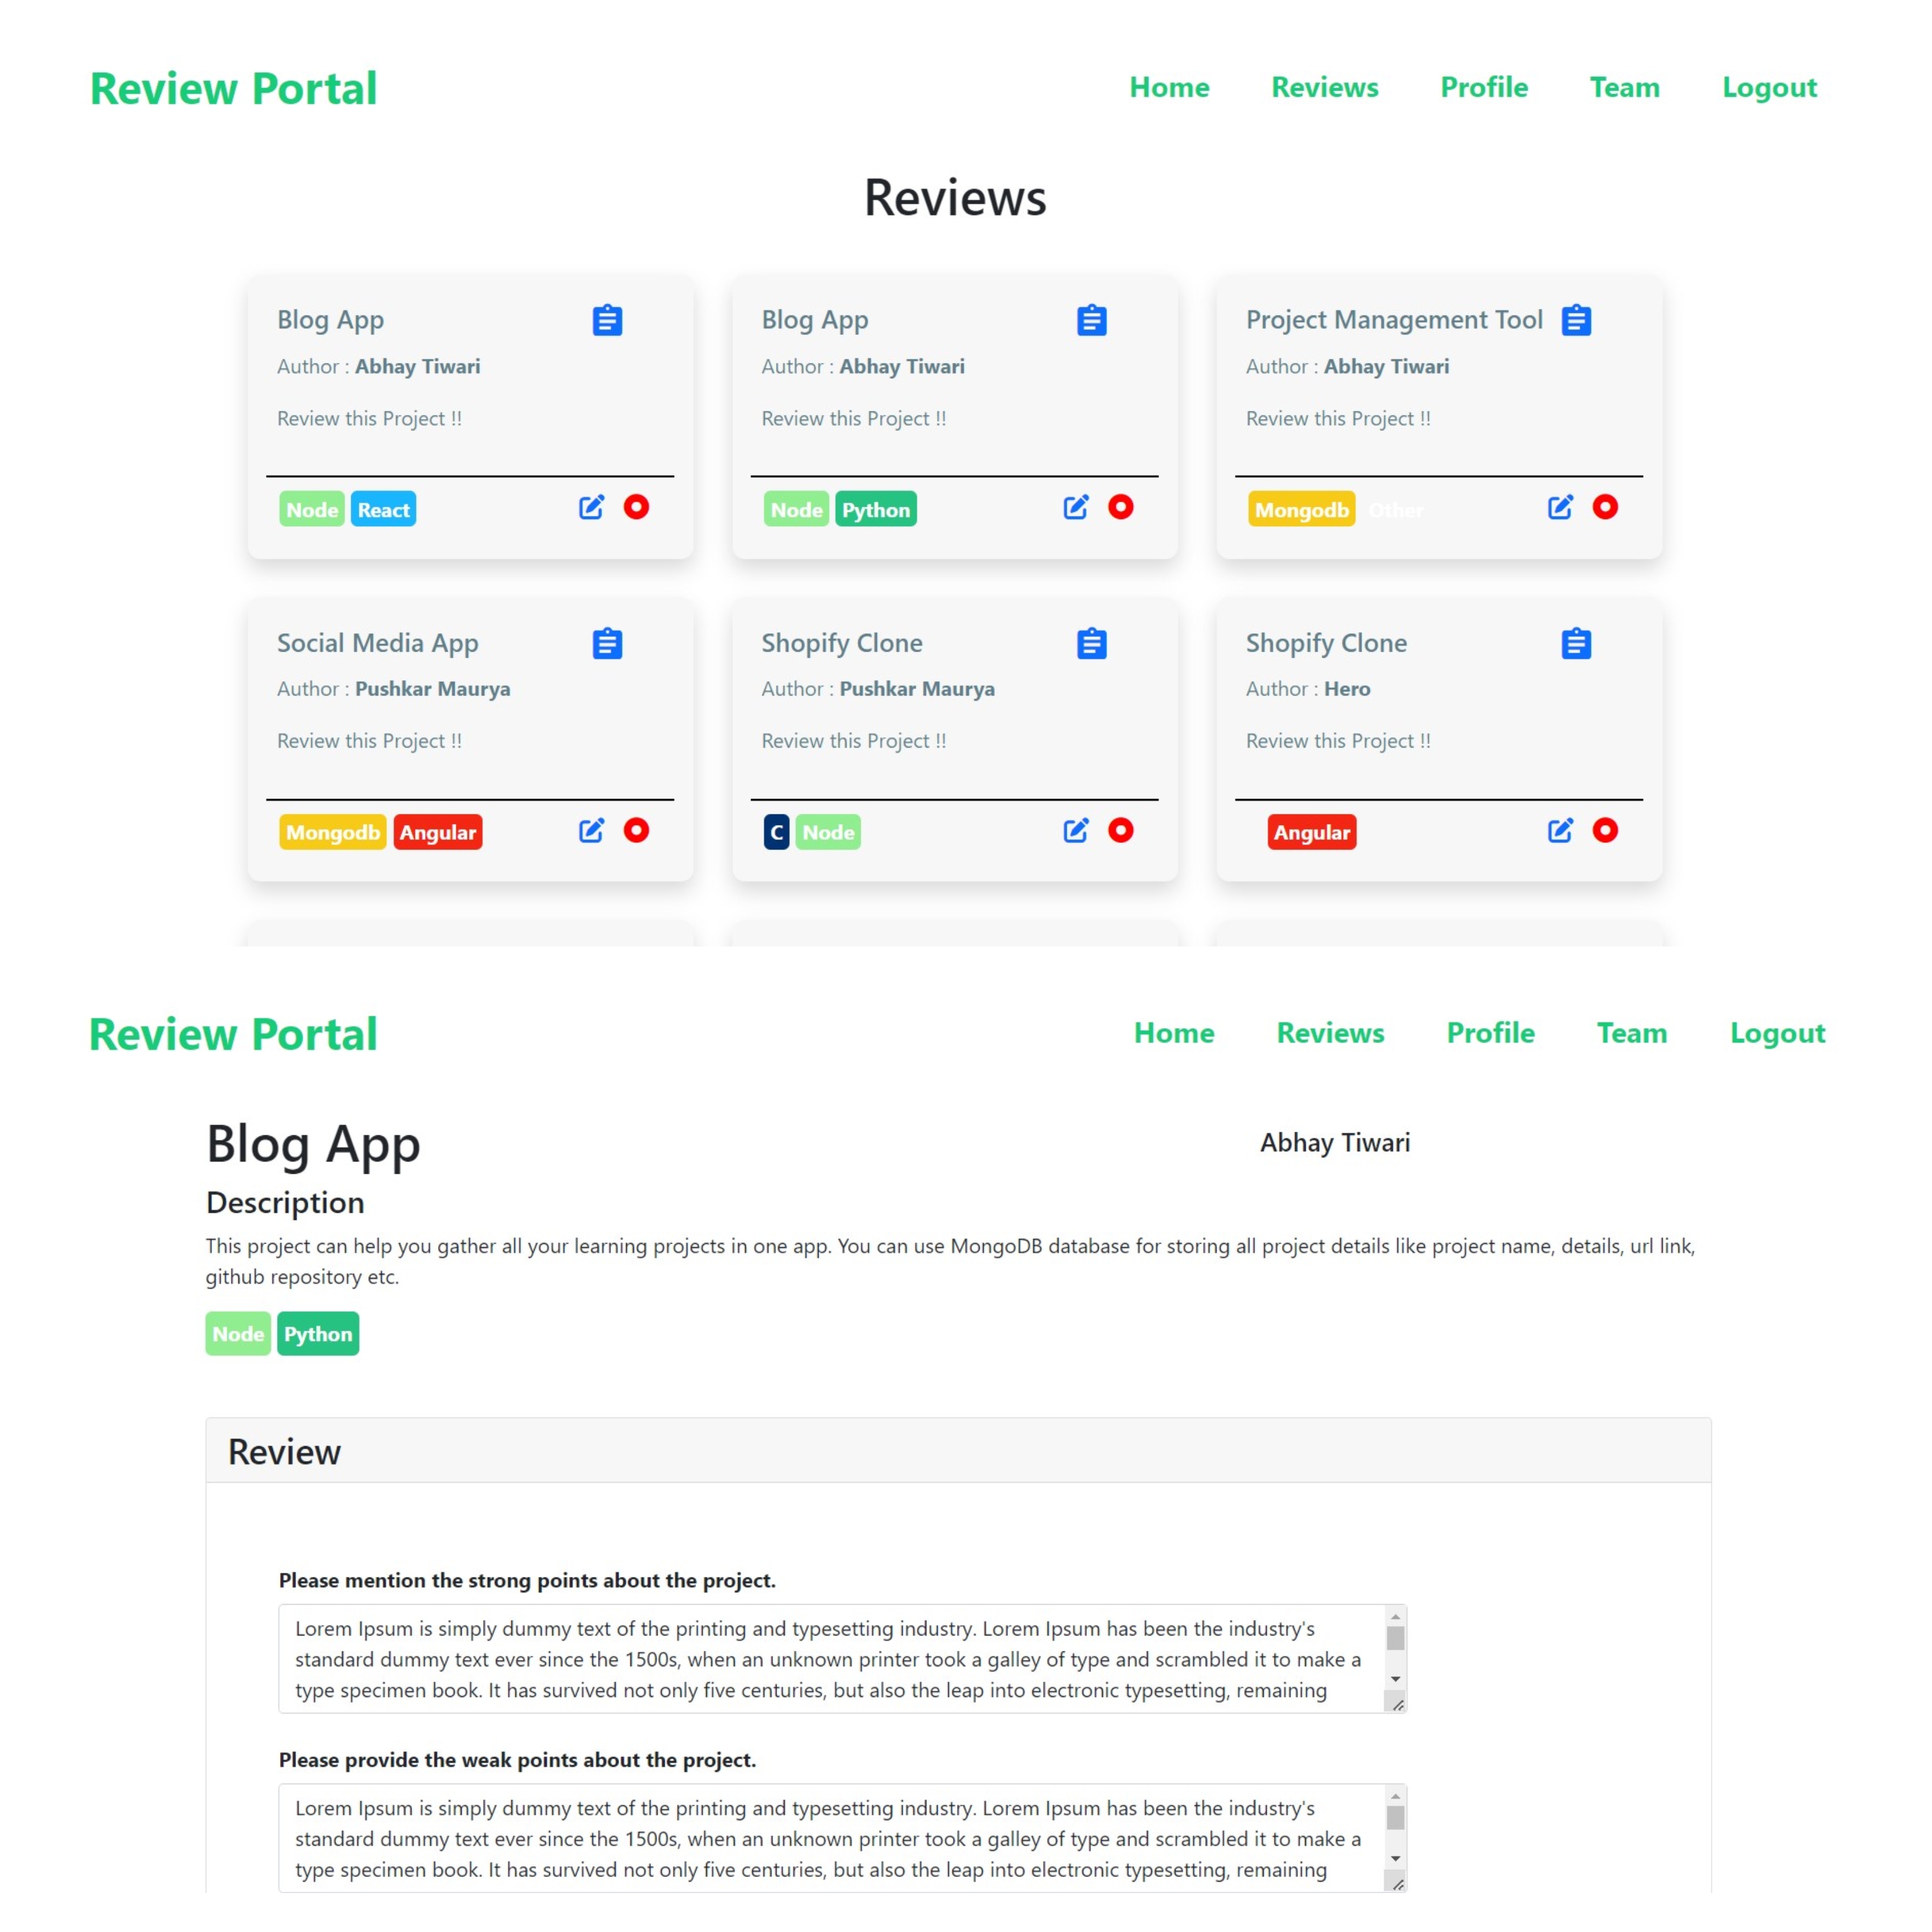 Review Portal
Home Reviews Profile Team Logout
Reviews
Blog App
Author : Abhay Tiwari
Review this Project !!
Node React
Blog App
Author : Abhay Tiwari
Review this Project !!
Node Python
Project Management Tool
Author : Abhay Tiwari
Review this Project !!
Mongodb Other
Social Media App
Author : Pushkar Maurya
Review this Project !!
Mongodb Angular
Shopify Clone
Author : Pushkar Maurya
Review this Project !!
C Node
Shopify Clone
Author : Hero
Review this Project !!
Angular
Review Portal
Home Reviews Profile Team Logout
Blog App
Abhay Tiwari
Description
This project can help you gather all your learning projects in one app. You can use MongoDB database for storing all project details like project name, details, url link,
github repository etc.
Node Python
Review
Please mention the strong points about the project.
Lorem Ipsum is simply dummy text of the printing and typesetting industry. Lorem Ipsum has been the industry's
standard dummy text ever since the 1500s, when an unknown printer took a galley of type and scrambled it to make a
type specimen book. It has survived not only five centuries, but also the leap into electronic typesetting, remaining
Please provide the weak points about the project.
Lorem Ipsum is simply dummy text of the printing and typesetting industry. Lorem Ipsum has been the industry's
standard dummy text ever since the 1500s, when an unknown printer took a galley of type and scrambled it to make a
type specimen book. It has survived not only five centuries, but also the leap into electronic typesetting, remaining